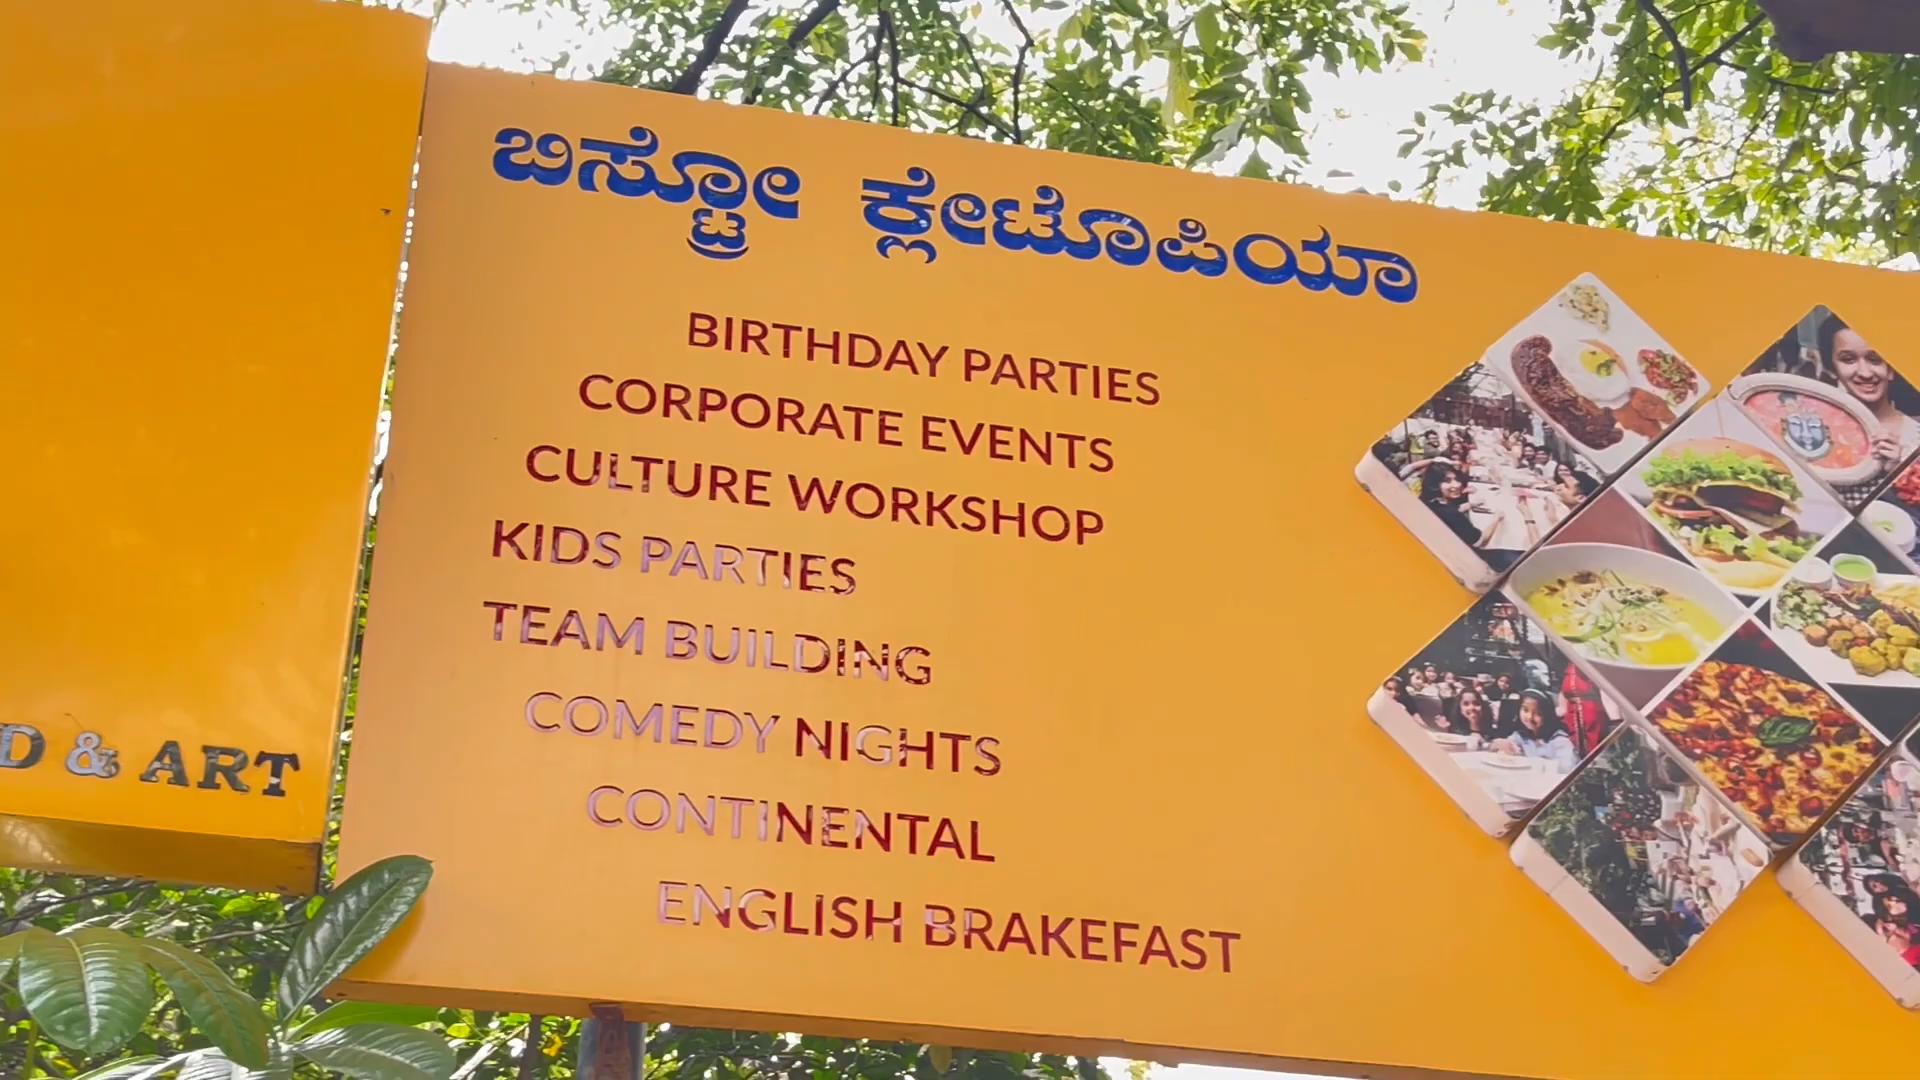 ಬಿಸ್ಟ್ರೋ ಕ್ಲೇಟೊಪಿಯಾ
BIRTHDAY PARTIES
CORPORATE EVENTS
CULTURE WORKSHOP
KIDS PARTIES
TEAM BUILDING
COMEDY NIGHTS
CONTINENTAL
ENGLISH BRAKEFAST
D & ART